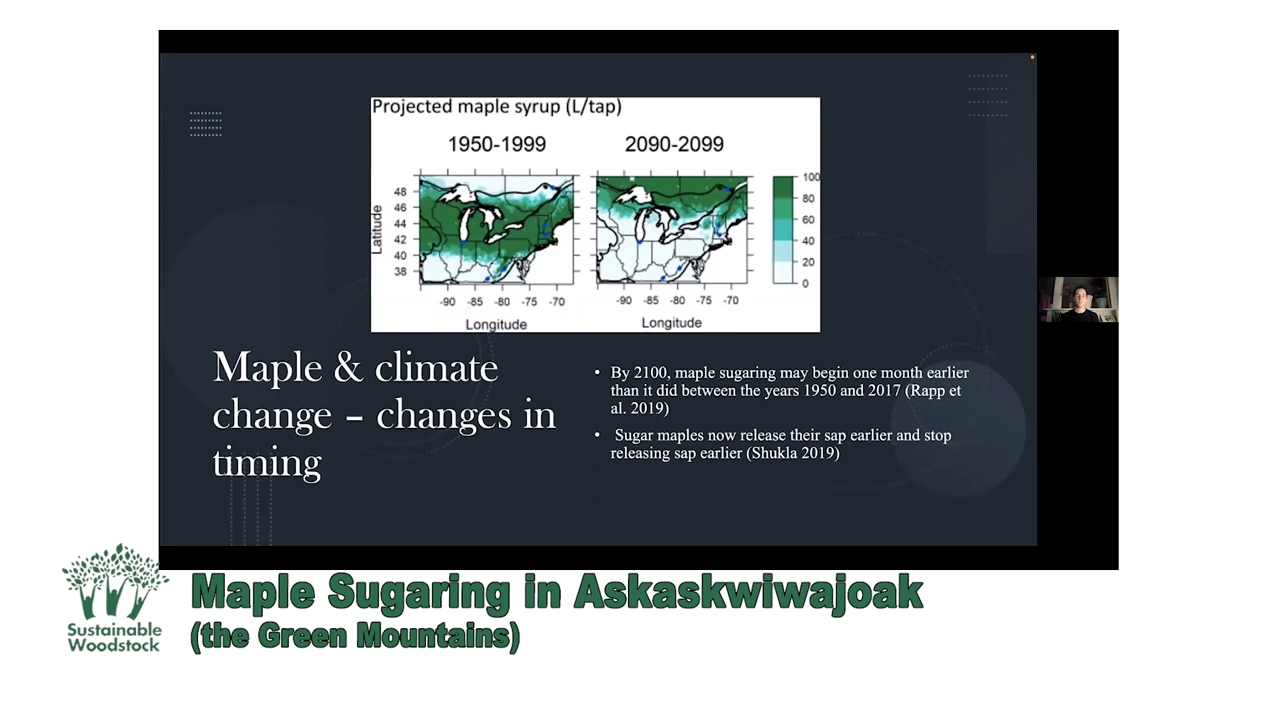 Projected maple syrup (L/tap)
1950-1999
2090-2099
Latitude
48
46
44
42
40
38
-90 -85 -80 -75 -70
Longitude
-90 -85 -80 -75 -70
Longitude
100
80
60
40
20
0
Maple & climate
change – changes in
timing
• By 2100, maple sugaring may begin one month earlier
than it did between the years 1950 and 2017 (Rapp et
al. 2019)
• Sugar maples now release their sap earlier and stop
releasing sap earlier (Shukla 2019)
Sustainable
Woodstock
Maple Sugaring in Askaskwiwajoak
(the Green Mountains)